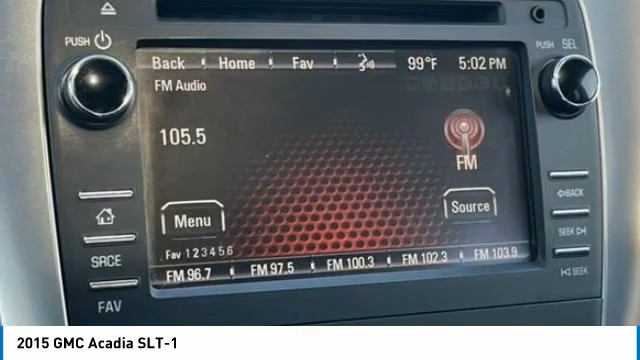 PUSH
PUSH SEL
Back Home Fav 99°F 5:02 PM
FM Audio
105.5
FM
Menu
Source
Fav 1 2 3 4 5 6
FM 96.7 FM 97.5 FM 100.3 FM 102.3 FM 103.9
SRCE
FAV
BACK
SEEK
SEEK
2015 GMC Acadia SLT-1